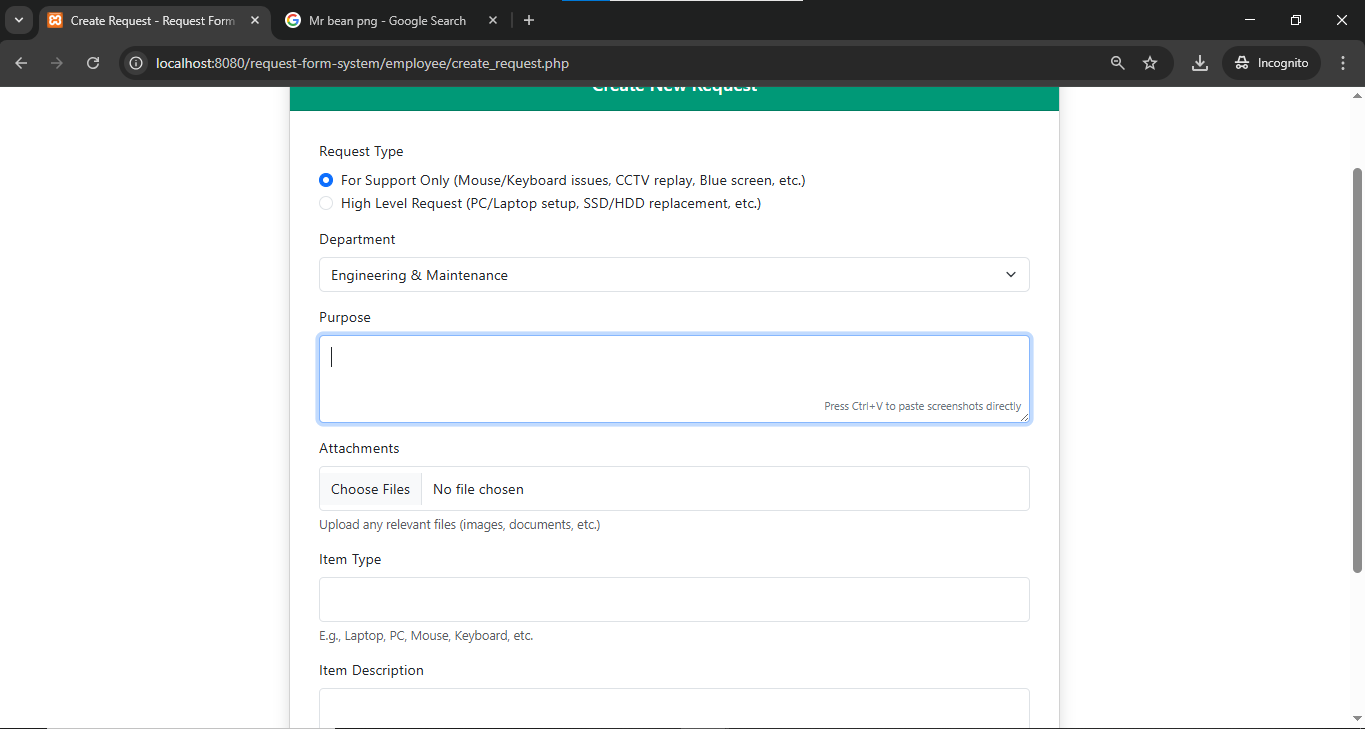 Create Request - Request Form
Mr bean png - Google Search
localhost:8080/request-form-system/employee/create_request.php
Incognito
Create New Request
Request Type
For Support Only (Mouse/Keyboard issues, CCTV replay, Blue screen, etc.)
High Level Request (PC/Laptop setup, SSD/HDD replacement, etc.)
Department
Engineering & Maintenance
Purpose
Press Ctrl+V to paste screenshots directly
Attachments
Choose Files No file chosen
Upload any relevant files (images, documents, etc.)
Item Type
E.g., Laptop, PC, Mouse, Keyboard, etc.
Item Description